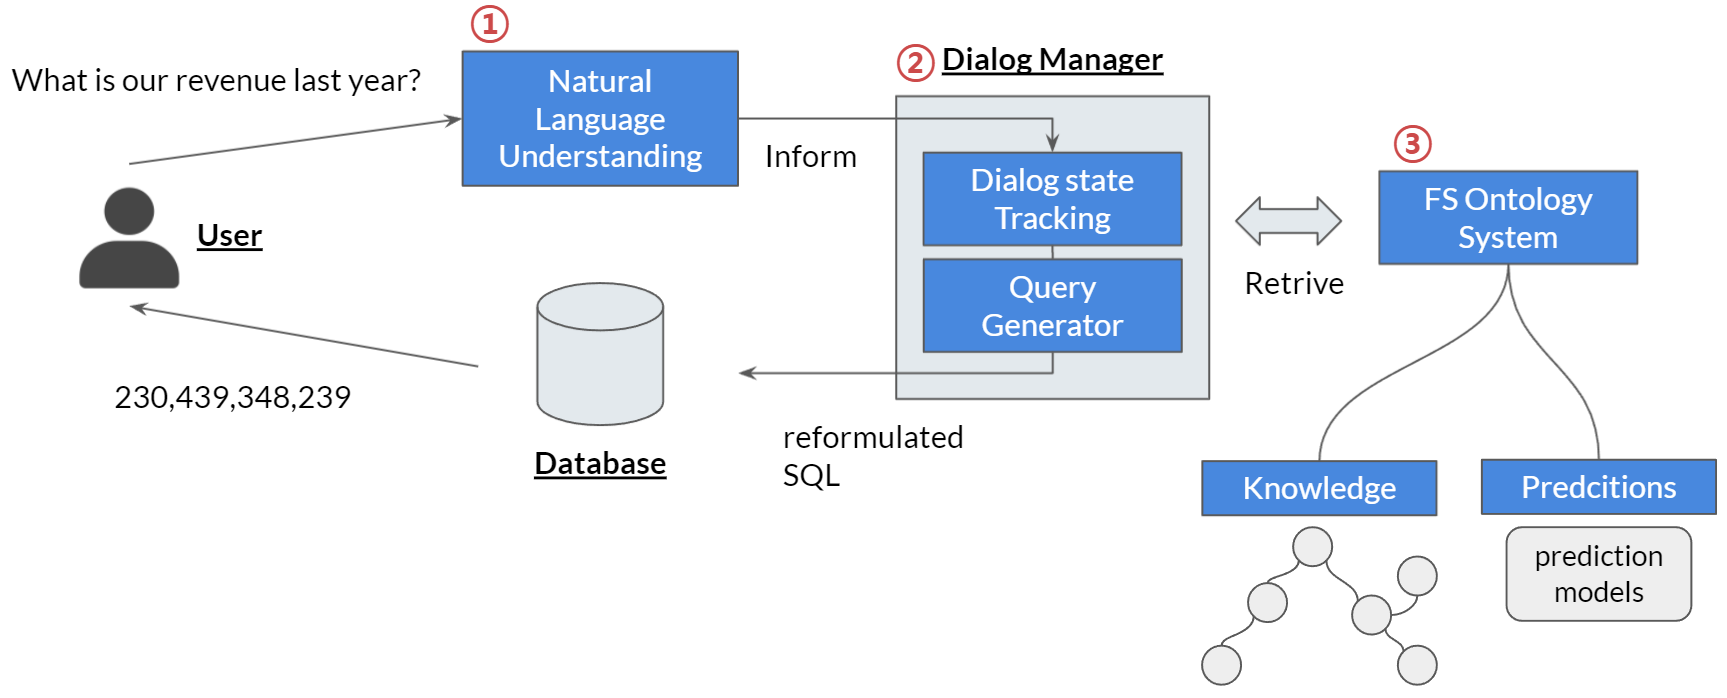 ①
What is our revenue last year?
Natural
Language
Understanding
Inform
② Dialog Manager
Dialog state
Tracking
Query
Generator
③
FS Ontology
System
Retrive
User
230,439,348,239
Database
reformulated
SQL
Knowledge
Predcitions
prediction
models